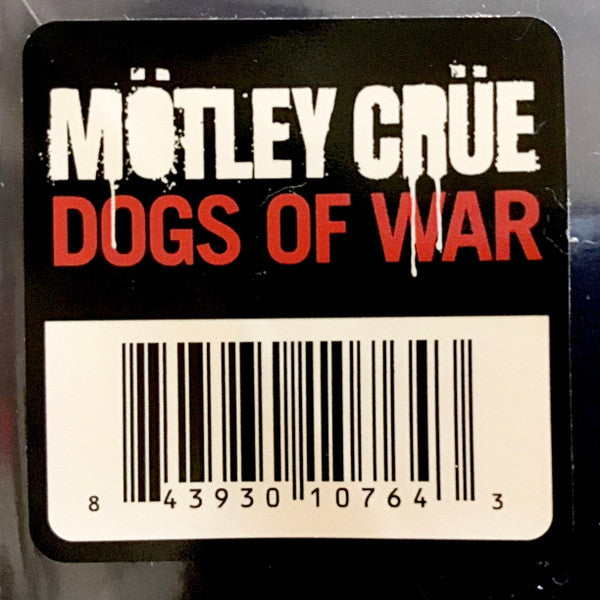 MÖTLEY CRÜE
DOGS OF WAR
8 43930 10764 3